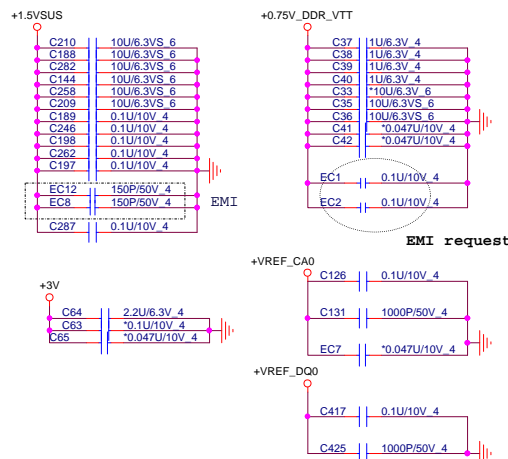 +1.5VSUS
C210 10U/6.3VS_6
C188 10U/6.3VS_6
C282 10U/6.3VS_6
C144 10U/6.3VS_6
C258 10U/6.3VS_6
C209 10U/6.3VS_6
C189 0.1U/10V_4
C246 0.1U/10V_4
C198 0.1U/10V_4
C262 0.1U/10V_4
C197 0.1U/10V_4
EC12 150P/50V_4
EC8 150P/50V_4
EMI
C287 0.1U/10V_4
+0.75V_DDR_VTT
C37 1U/6.3V_4
C38 1U/6.3V_4
C39 1U/6.3V_4
C40 1U/6.3V_4
C33 *10U/6.3V_6
C35 10U/6.3VS_6
C36 10U/6.3VS_6
C41 *0.047U/10V_4
C42 *0.047U/10V_4
EC1 0.1U/10V_4
EC2 0.1U/10V_4
EMI request
+3V
C64 2.2U/6.3V_4
C63 *0.1U/10V_4
C65 *0.047U/10V_4
+VREF_CA0
C126 0.1U/10V_4
C131 1000P/50V_4
EC7 *0.047U/10V_4
+VREF_DQ0
C417 0.1U/10V_4
C425 1000P/50V_4